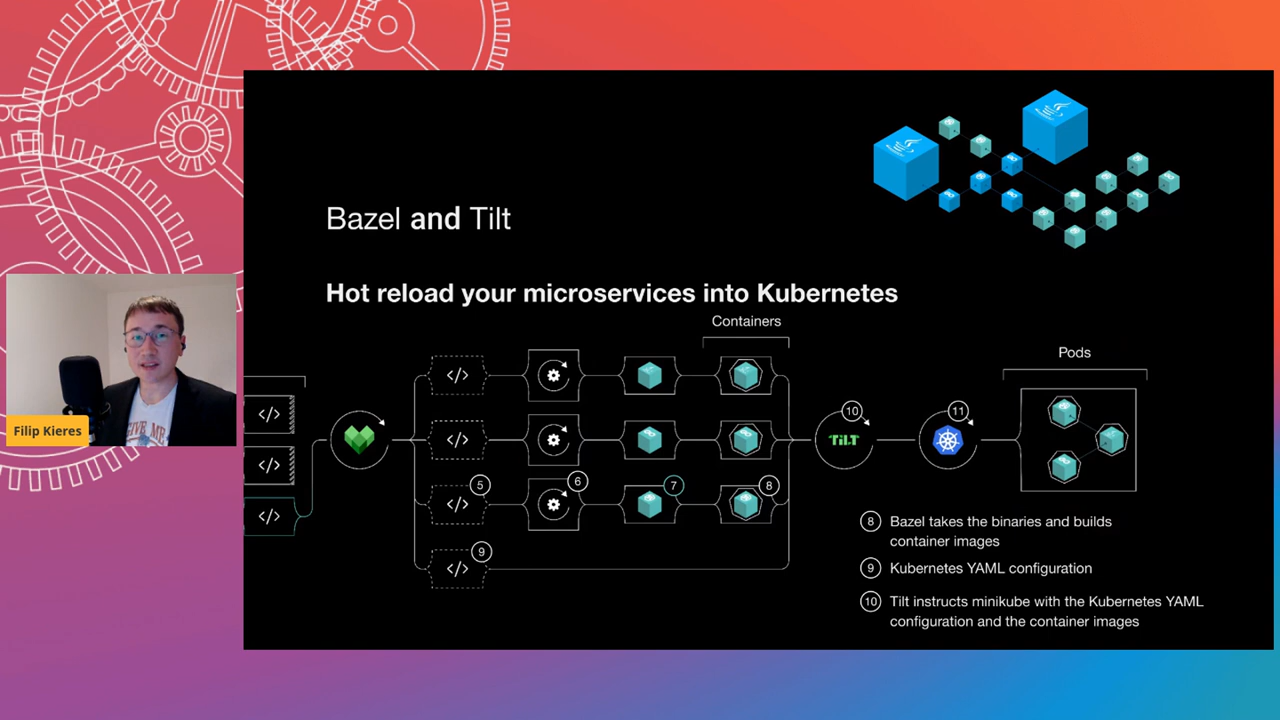 Bazel and Tilt
Hot reload your microservices into Kubernetes
Containers
Pods
</>
</>
</>
</>
</>
</>
</>
5
6
7
8
9
10
11
TiLT
8 Bazel takes the binaries and builds
container images
9 Kubernetes YAML configuration
10 Tilt instructs minikube with the Kubernetes YAML
configuration and the container images
Filip Kieres
GIVE ME